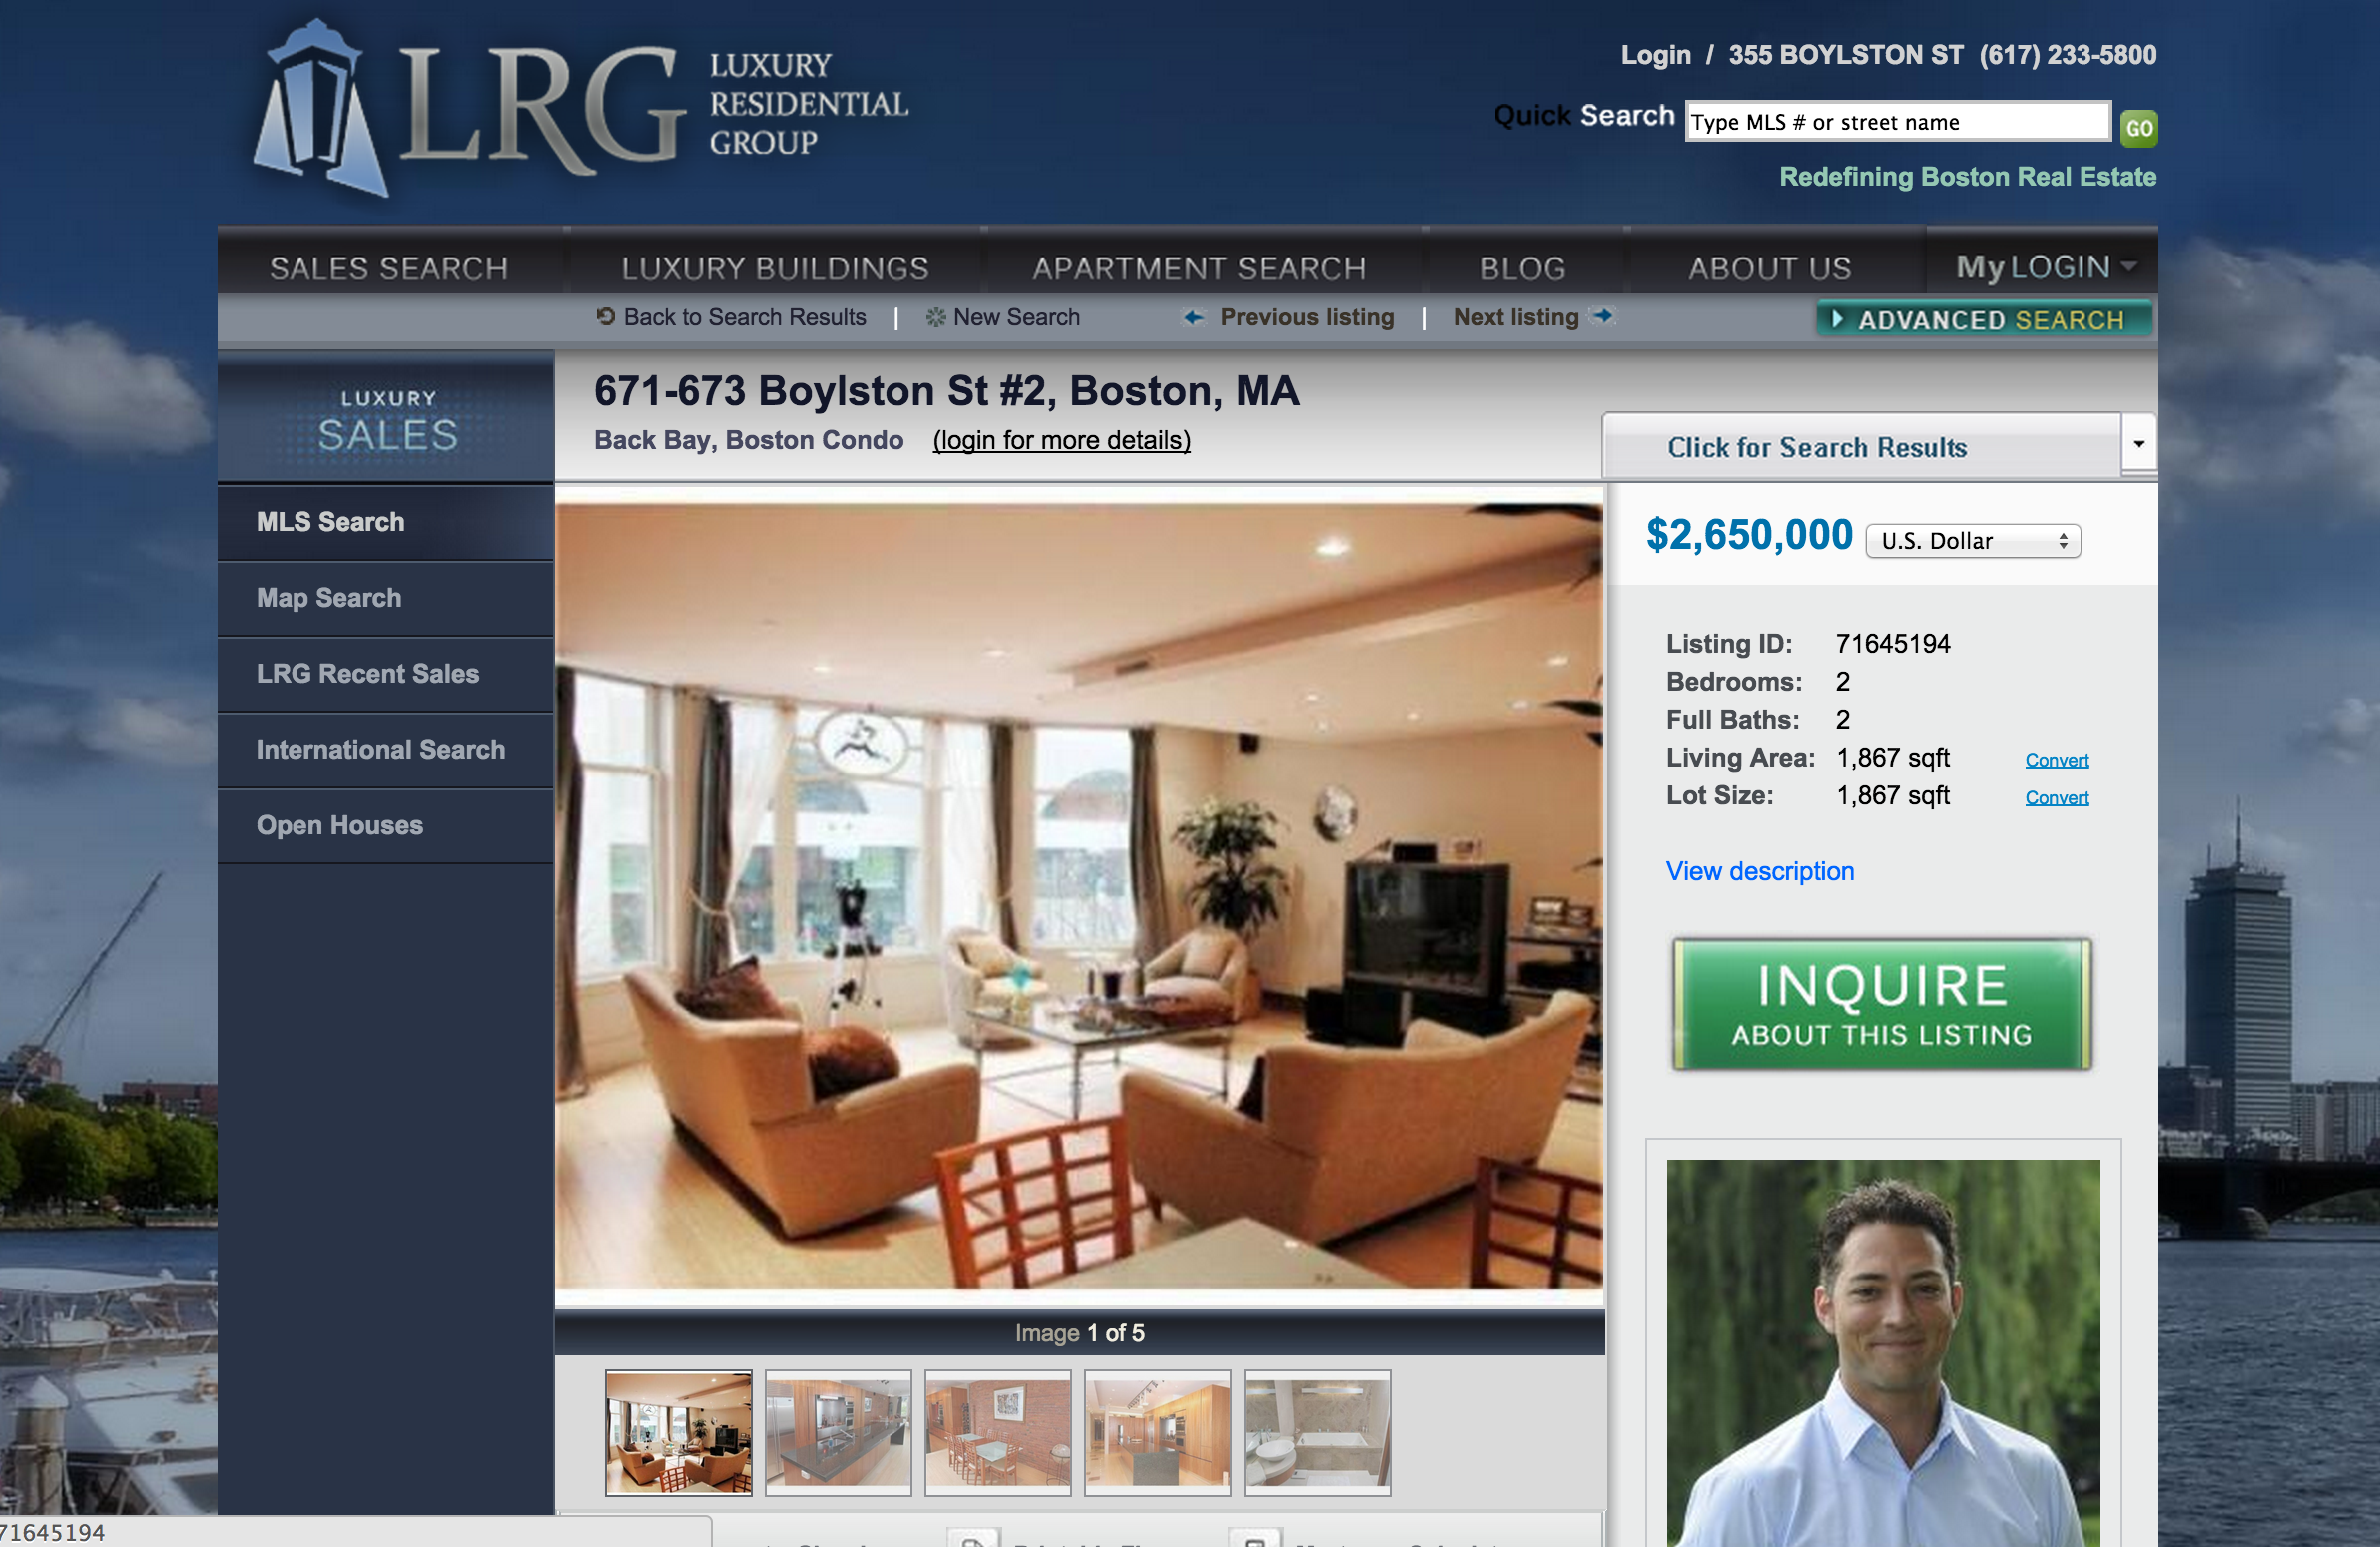 LRG
LUXURY
RESIDENTIAL
GROUP
Login / 355 BOYLSTON ST (617) 233-5800
Quick Search Type MLS # or street name GO
Redefining Boston Real Estate
SALES SEARCH LUXURY BUILDINGS APARTMENT SEARCH BLOG ABOUT US My LOGIN
Back to Search Results | New Search Previous listing | Next listing ADVANCED SEARCH
LUXURY
SALES
671-673 Boylston St #2, Boston, MA
Back Bay, Boston Condo (login for more details)
Click for Search Results
MLS Search
Map Search
LRG Recent Sales
International Search
Open Houses
$2,650,000 U.S. Dollar
Listing ID: 71645194
Bedrooms: 2
Full Baths: 2
Living Area: 1,867 sqft Convert
Lot Size: 1,867 sqft Convert
View description
INQUIRE
ABOUT THIS LISTING
Image 1 of 5
71645194